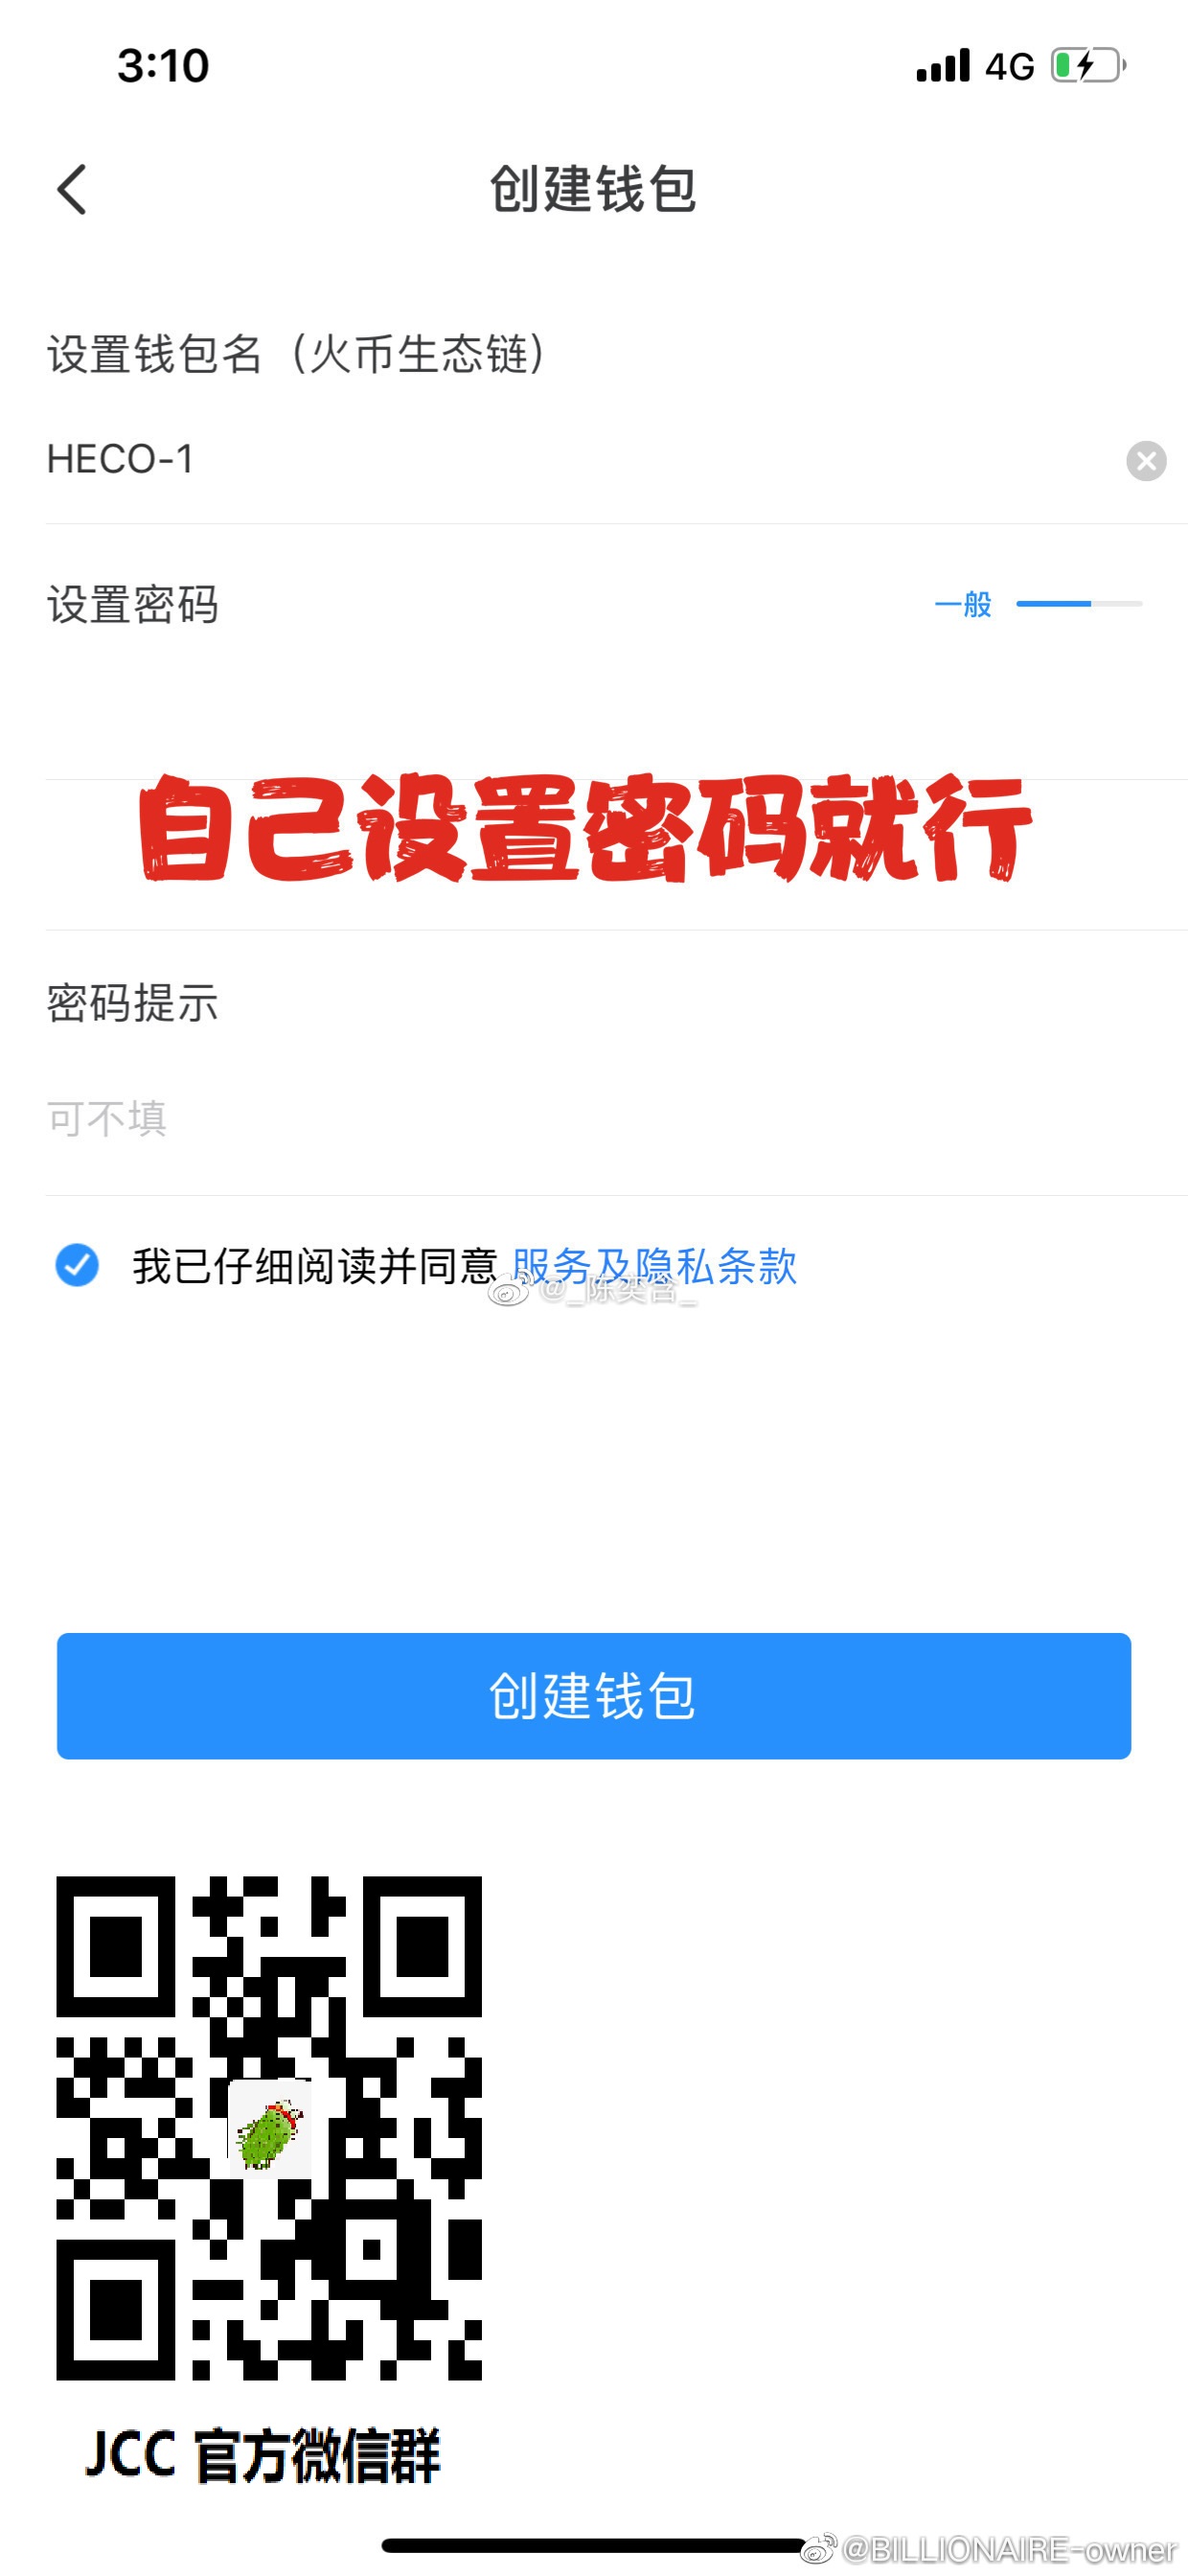 3:10
4G
创建钱包
设置钱包名（火币生态链）
HECO-1
设置密码
一般
自己设置密码就行
密码提示
可不填
我已仔细阅读并同意 服务及隐私条款
@_陈奕含_
创建钱包
JCC 官方微信群
@BILLIONAIRE-owner